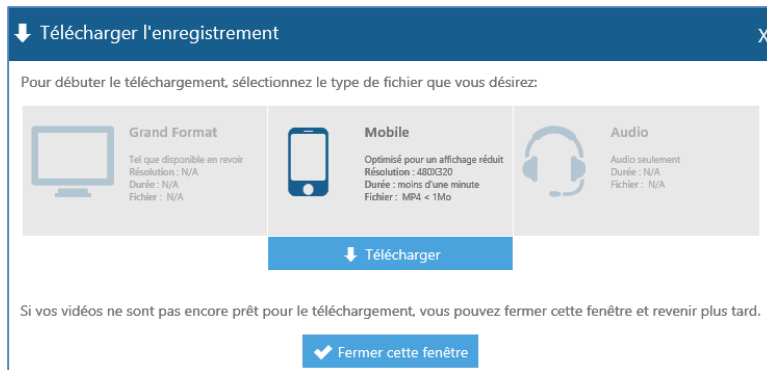 Télécharger l'enregistrement X
Pour débuter le téléchargement, sélectionnez le type de fichier que vous désirez:
Grand Format
Tel que disponible en revoir
Résolution : N/A
Durée : N/A
Fichier : N/A
Mobile
Optimisé pour un affichage réduit
Résolution : 480X320
Durée : moins d'une minute
Fichier : MP4 < 1Mo
Audio
Audio seulement
Durée : N/A
Fichier : N/A
Télécharger
Si vos vidéos ne sont pas encore prêt pour le téléchargement, vous pouvez fermer cette fenêtre et revenir plus tard.
Fermer cette fenêtre